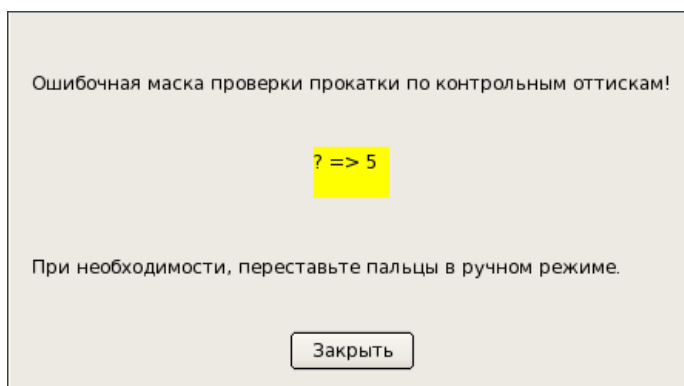 Ошибочная маска проверки прокатки по контрольным оттискам!
? => 5
При необходимости, переставьте пальцы в ручном режиме.
Закрыть